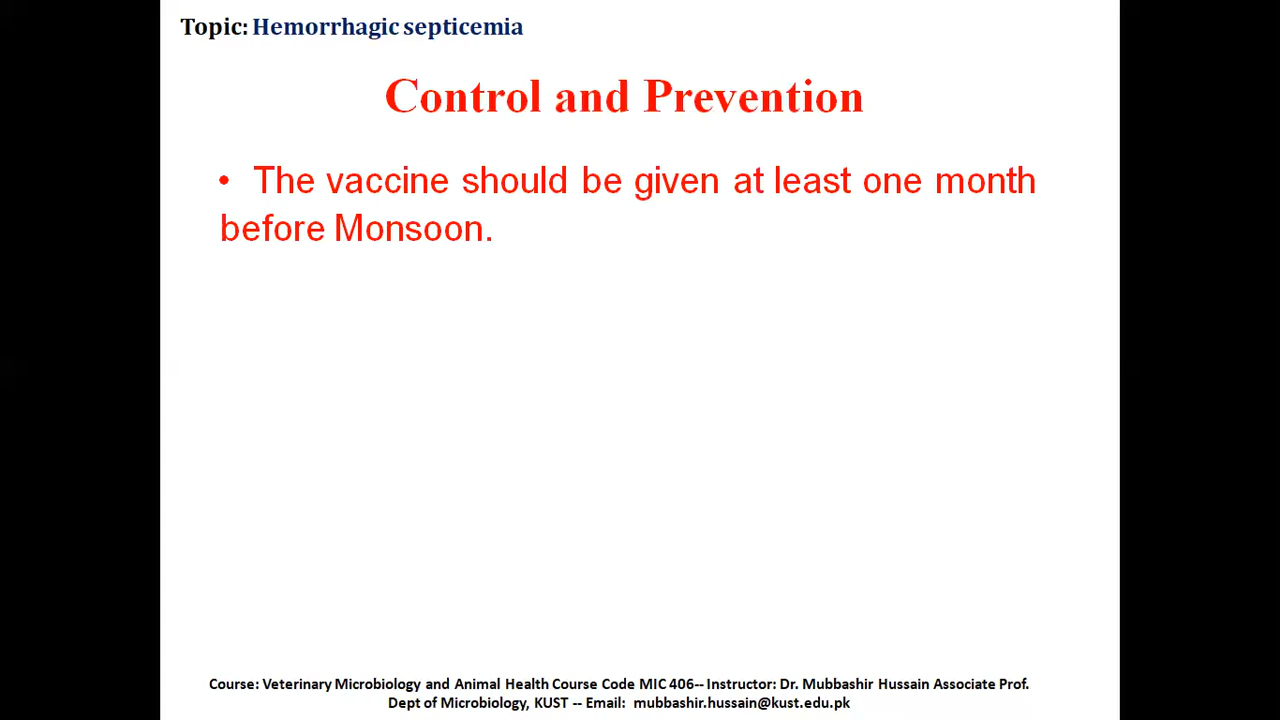 Topic: Hemorrhagic septicemia
Control and Prevention
• The vaccine should be given at least one month
before Monsoon.
Course: Veterinary Microbiology and Animal Health Course Code MIC 406-- Instructor: Dr. Mubbashir Hussain Associate Prof.
Dept of Microbiology, KUST -- Email: mubbashir.hussain@kust.edu.pk